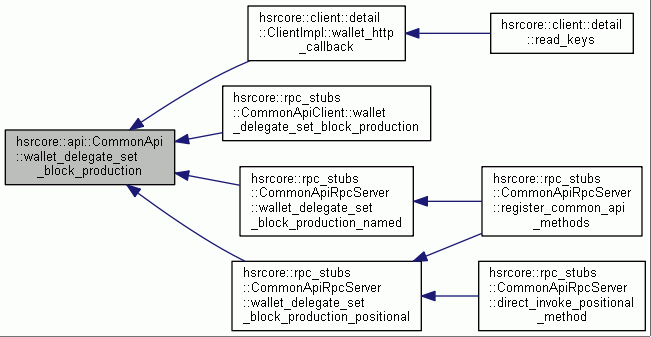 hsrcore::client::detail
::ClientImpl::wallet_http
_callback
hsrcore::client::detail
::read_keys
hsrcore::rpc_stubs
::CommonApiClient::wallet
_delegate_set_block_production
hsrcore::api::CommonApi
::wallet_delegate_set
_block_production
hsrcore::rpc_stubs
::CommonApiRpcServer
::wallet_delegate_set
_block_production_named
hsrcore::rpc_stubs
::CommonApiRpcServer
::register_common_api
_methods
hsrcore::rpc_stubs
::CommonApiRpcServer
::wallet_delegate_set
_block_production_positional
hsrcore::rpc_stubs
::CommonApiRpcServer
::direct_invoke_positional
_method